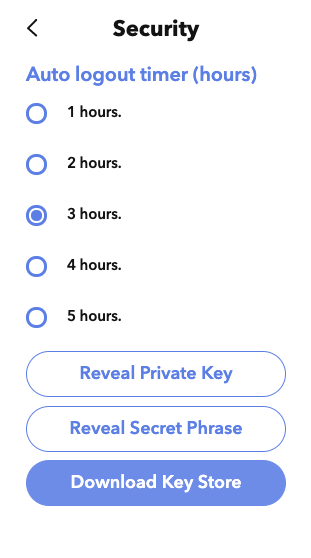 Security
Auto logout timer (hours)
1 hours.
2 hours.
3 hours.
4 hours.
5 hours.
Reveal Private Key
Reveal Secret Phrase
Download Key Store